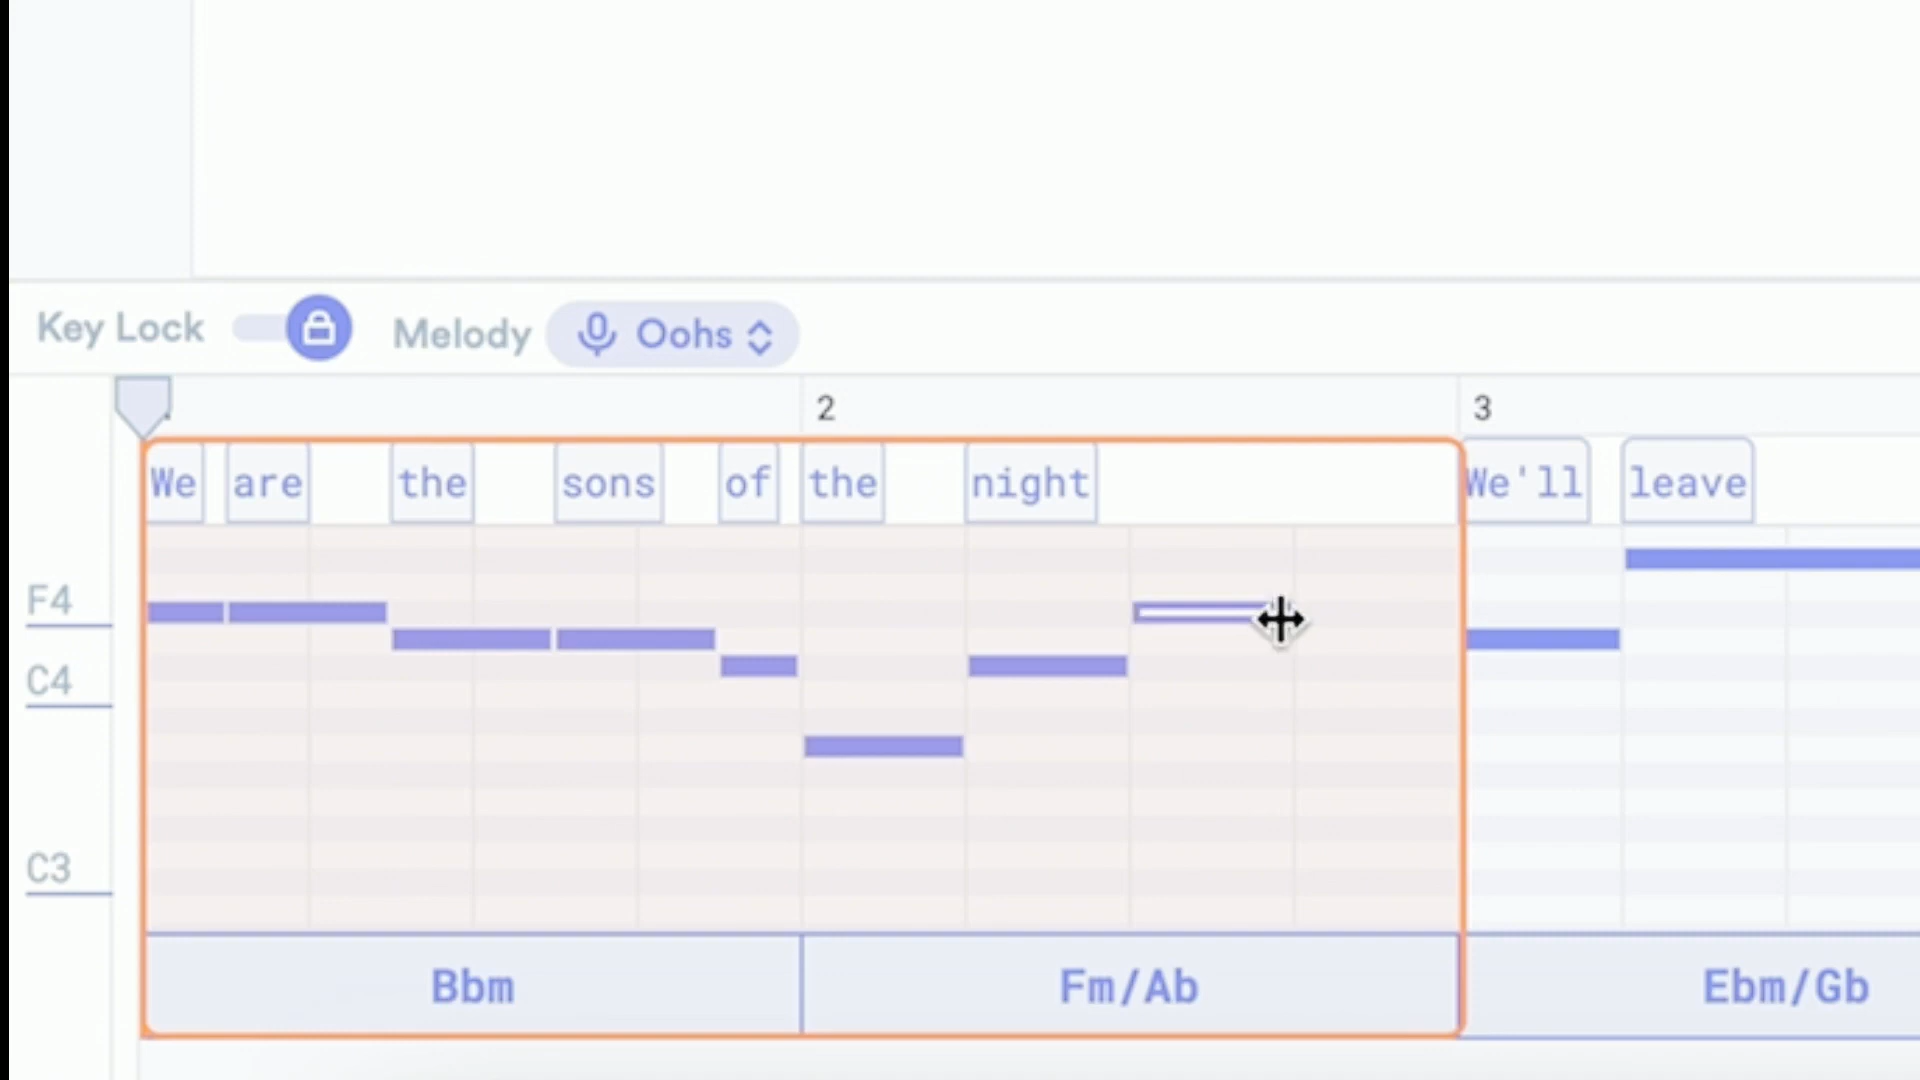 Key Lock Melody Oohs
2 3
We are the sons of the night We'll leave
F4
C4
C3
Bbm Fm/Ab Ebm/Gb